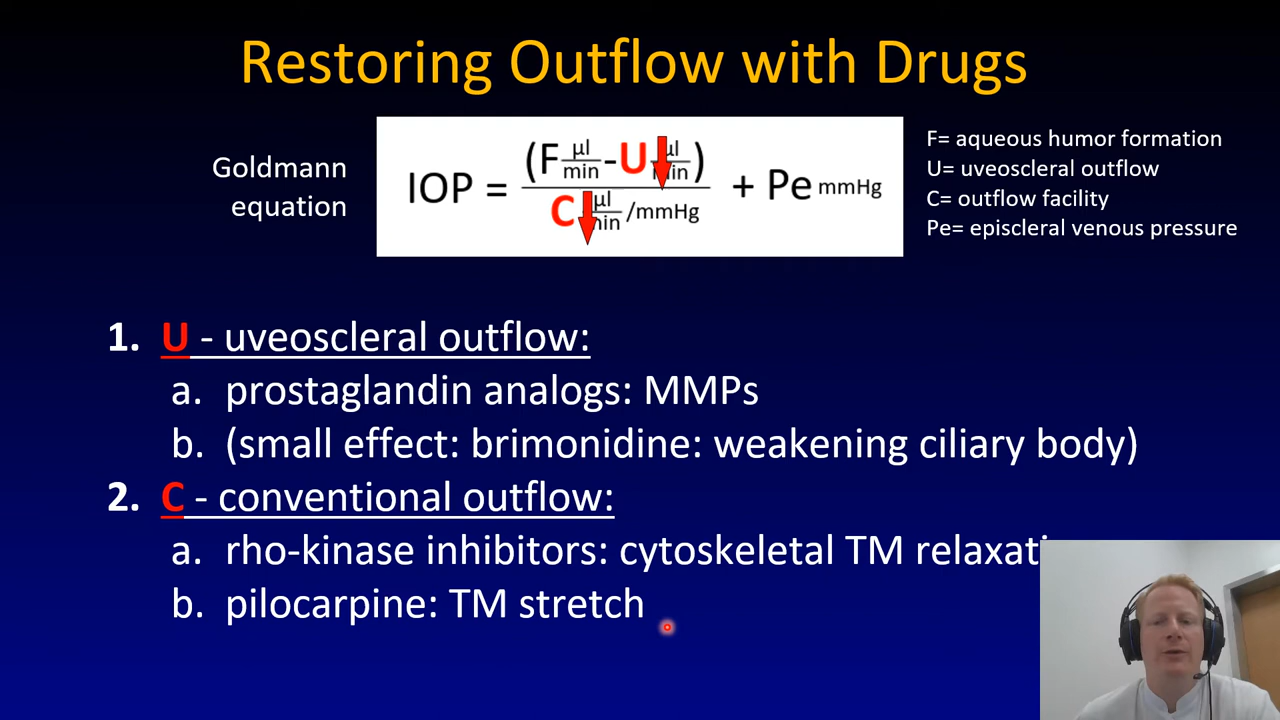 Restoring Outflow with Drugs
Goldmann
equation
IOP = (F µl/min - U µl/min) / C µl/min /mmHg + Pe mmHg
F= aqueous humor formation
U= uveoscleral outflow
C= outflow facility
Pe= episcleral venous pressure
1. U - uveoscleral outflow:
a. prostaglandin analogs: MMPs
b. (small effect: brimonidine: weakening ciliary body)
2. C - conventional outflow:
a. rho-kinase inhibitors: cytoskeletal TM
b. pilocarpine: TM stretch